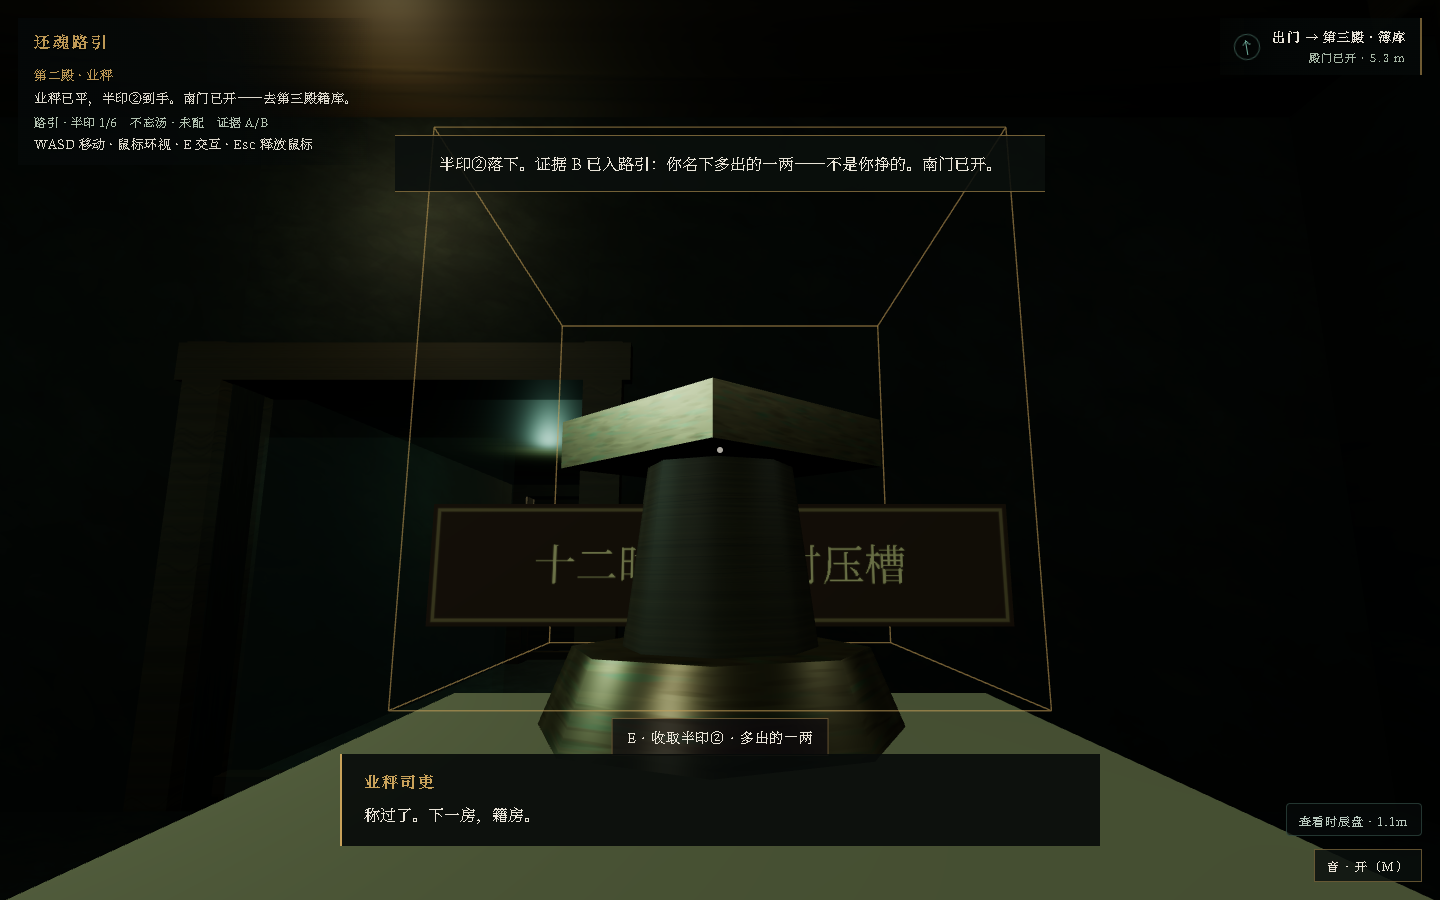 还魂路引
第二殿 · 业秤
业秤已平，半印②到手。南门已开——去第三殿籍库。
路引 · 半印 1/6 不忘汤 · 未配 证据 A/B
WASD 移动 · 鼠标环视 · E 交互 · Esc 释放鼠标
出门 → 第三殿 · 簿库
殿门已开 · 5.3 m
半印②落下。证据 B 已入路引：你名下多出的一两——不是你挣的。南门已开。
十二时 压槽
E · 收取半印② · 多出的一两
业秤司吏
称过了。下一房，籍房。
查看时辰盘 · 1.1m
音 · 开（M）